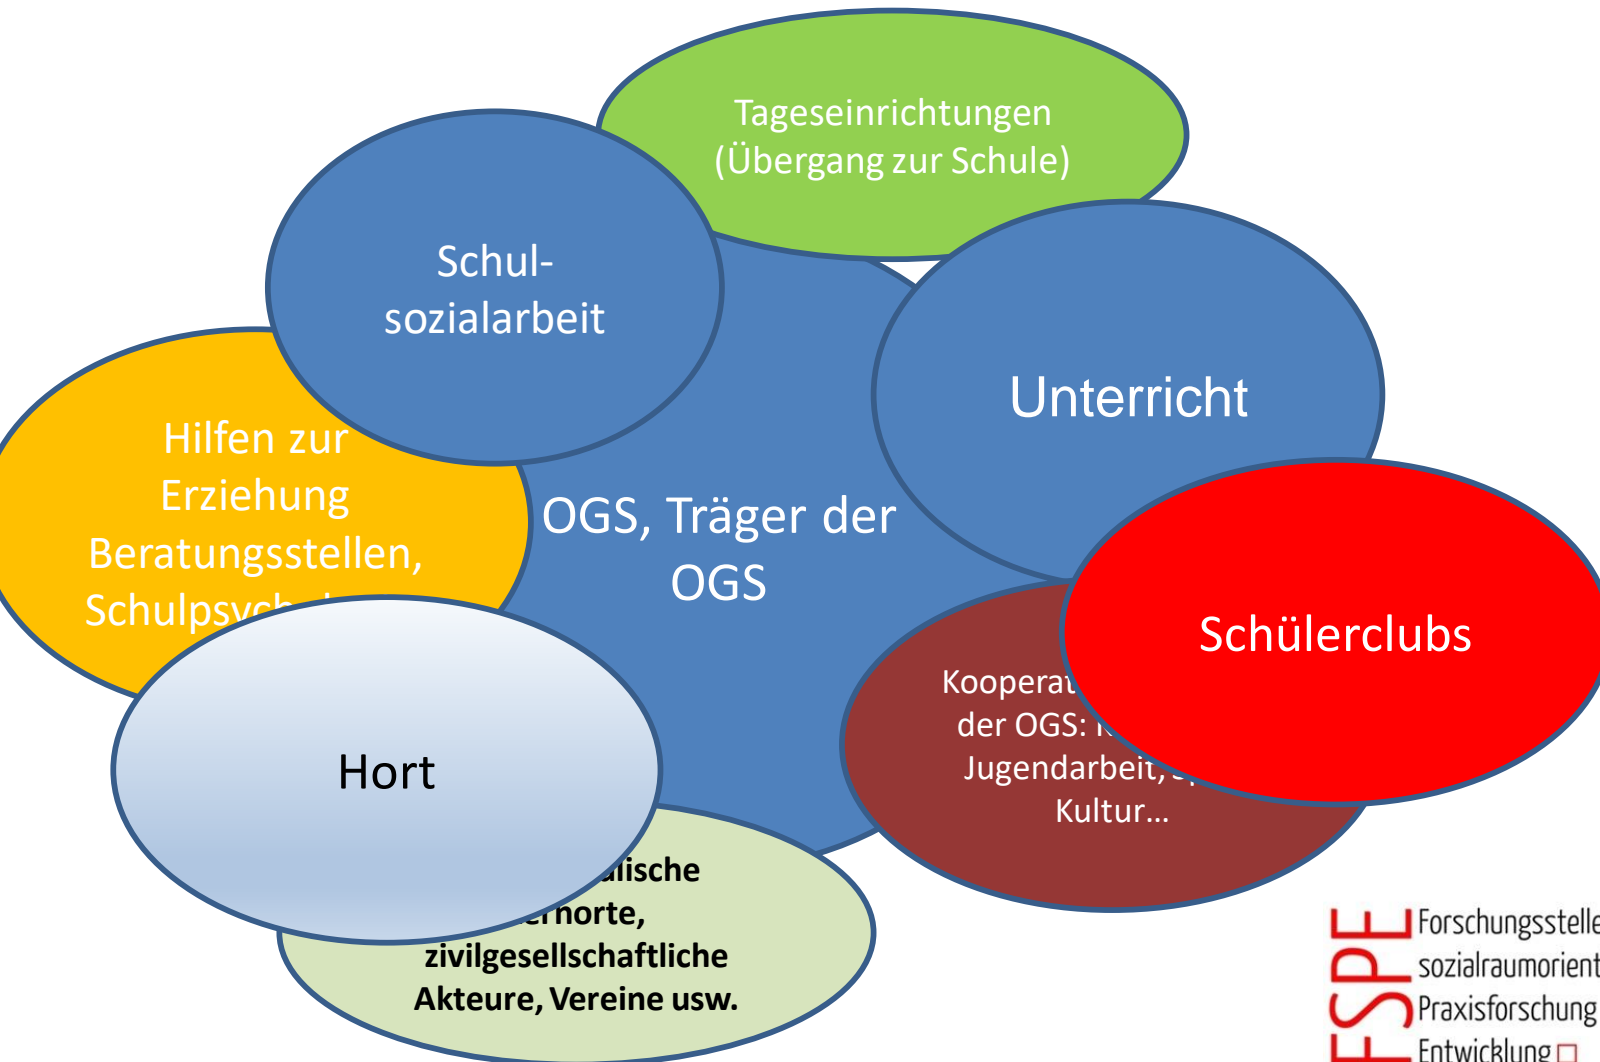 Tageseinrichtungen
(Übergang zur Schule)
Schul-
sozialarbeit
Unterricht
Hilfen zur
Erziehung
Beratungsstellen,
OGS, Träger der
OGS
Schülerclubs
der OGS:
Jugendarbeit,
Kultur...
Hort
zivilgesellschaftliche
Akteure, Vereine usw.
FSPE
Forschungsstelle
Praxisforschung
Entwicklung